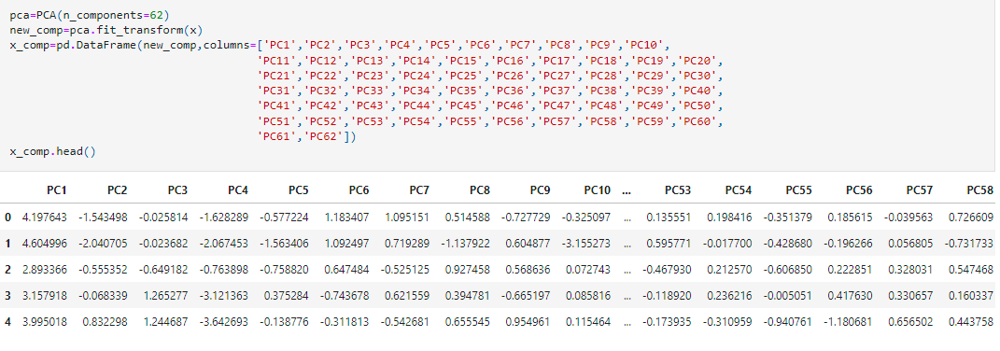 pca=PCA(n_components=62)
new_comp=pca.fit_transform(x)
x_comp=pd.DataFrame(new_comp,columns=['PC1','PC2','PC3','PC4','PC5','PC6','PC7','PC8','PC9','PC10',
'PC11','PC12','PC13','PC14','PC15','PC16','PC17','PC18','PC19','PC20',
'PC21','PC22','PC23','PC24','PC25','PC26','PC27','PC28','PC29','PC30',
'PC31','PC32','PC33','PC34','PC35','PC36','PC37','PC38','PC39','PC40',
'PC41','PC42','PC43','PC44','PC45','PC46','PC47','PC48','PC49','PC50',
'PC51','PC52','PC53','PC54','PC55','PC56','PC57','PC58','PC59','PC60',
'PC61','PC62'])
x_comp.head()
PC1 PC2 PC3 PC4 PC5 PC6 PC7 PC8 PC9 PC10 ... PC53 PC54 PC55 PC56 PC57 PC58
0 4.197643 -1.543498 -0.025814 -1.628289 -0.577224 1.183407 1.095151 0.514588 -0.727729 -0.325097 ... 0.135551 0.198416 -0.351379 0.185615 -0.039563 0.726609
1 4.604996 -2.040705 -0.023682 -2.067453 -1.563406 1.092497 0.719289 -1.137922 0.604877 -3.155273 ... 0.595771 -0.017700 -0.428680 -0.196266 0.056805 -0.731733
2 2.893366 -0.555352 -0.649182 -0.763898 -0.758820 0.647484 -0.525125 0.927458 0.568636 0.072743 ... -0.467930 0.212570 -0.606850 0.222851 0.328031 0.547468
3 3.157918 -0.068339 1.265277 -3.121363 0.375284 -0.743678 0.621559 0.394781 -0.665197 0.085816 ... -0.118920 0.236216 -0.005051 0.417630 0.330657 0.160337
4 3.995018 0.832298 1.244687 -3.642693 -0.138776 -0.311813 -0.542681 0.655545 0.954961 0.115464 ... -0.173935 -0.310959 -0.940761 -1.180681 0.656502 0.443758